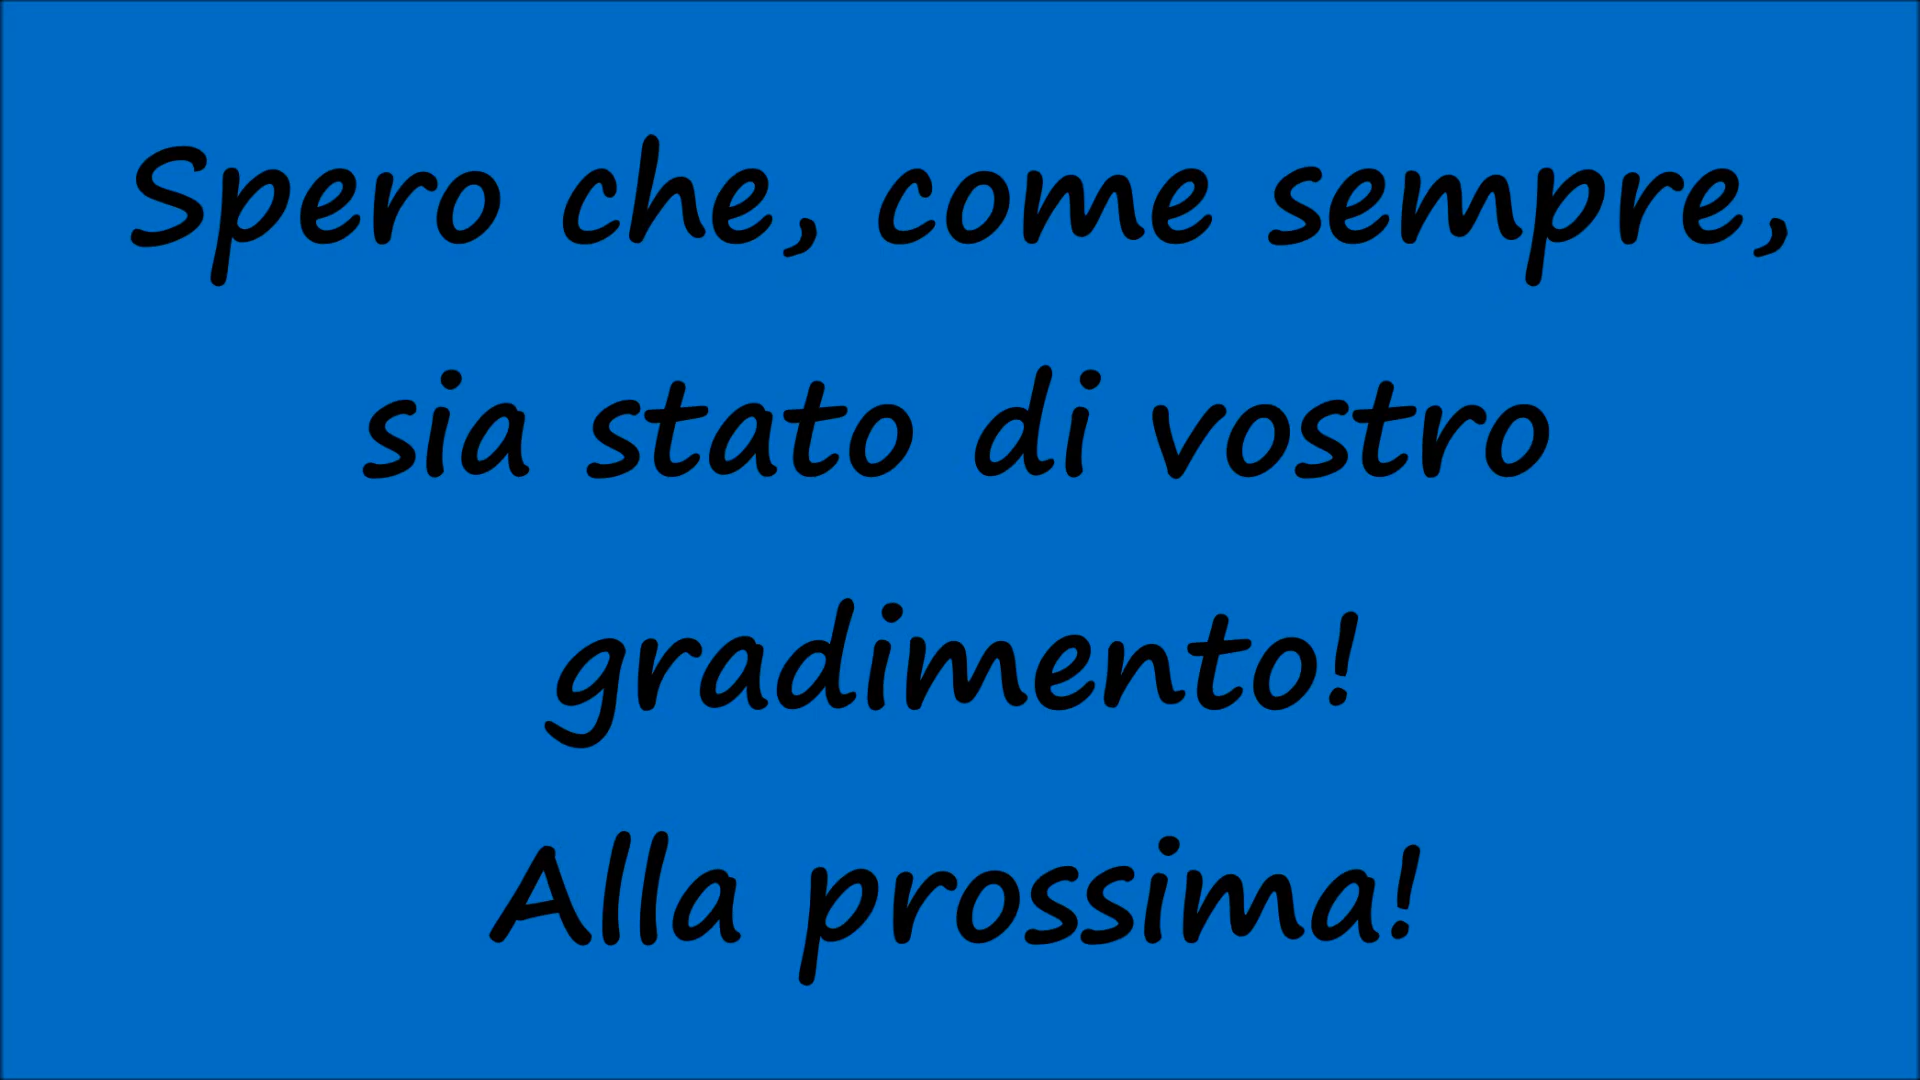 Spero che, come sempre,
sia stato di vostro
gradimento!
Alla prossima!